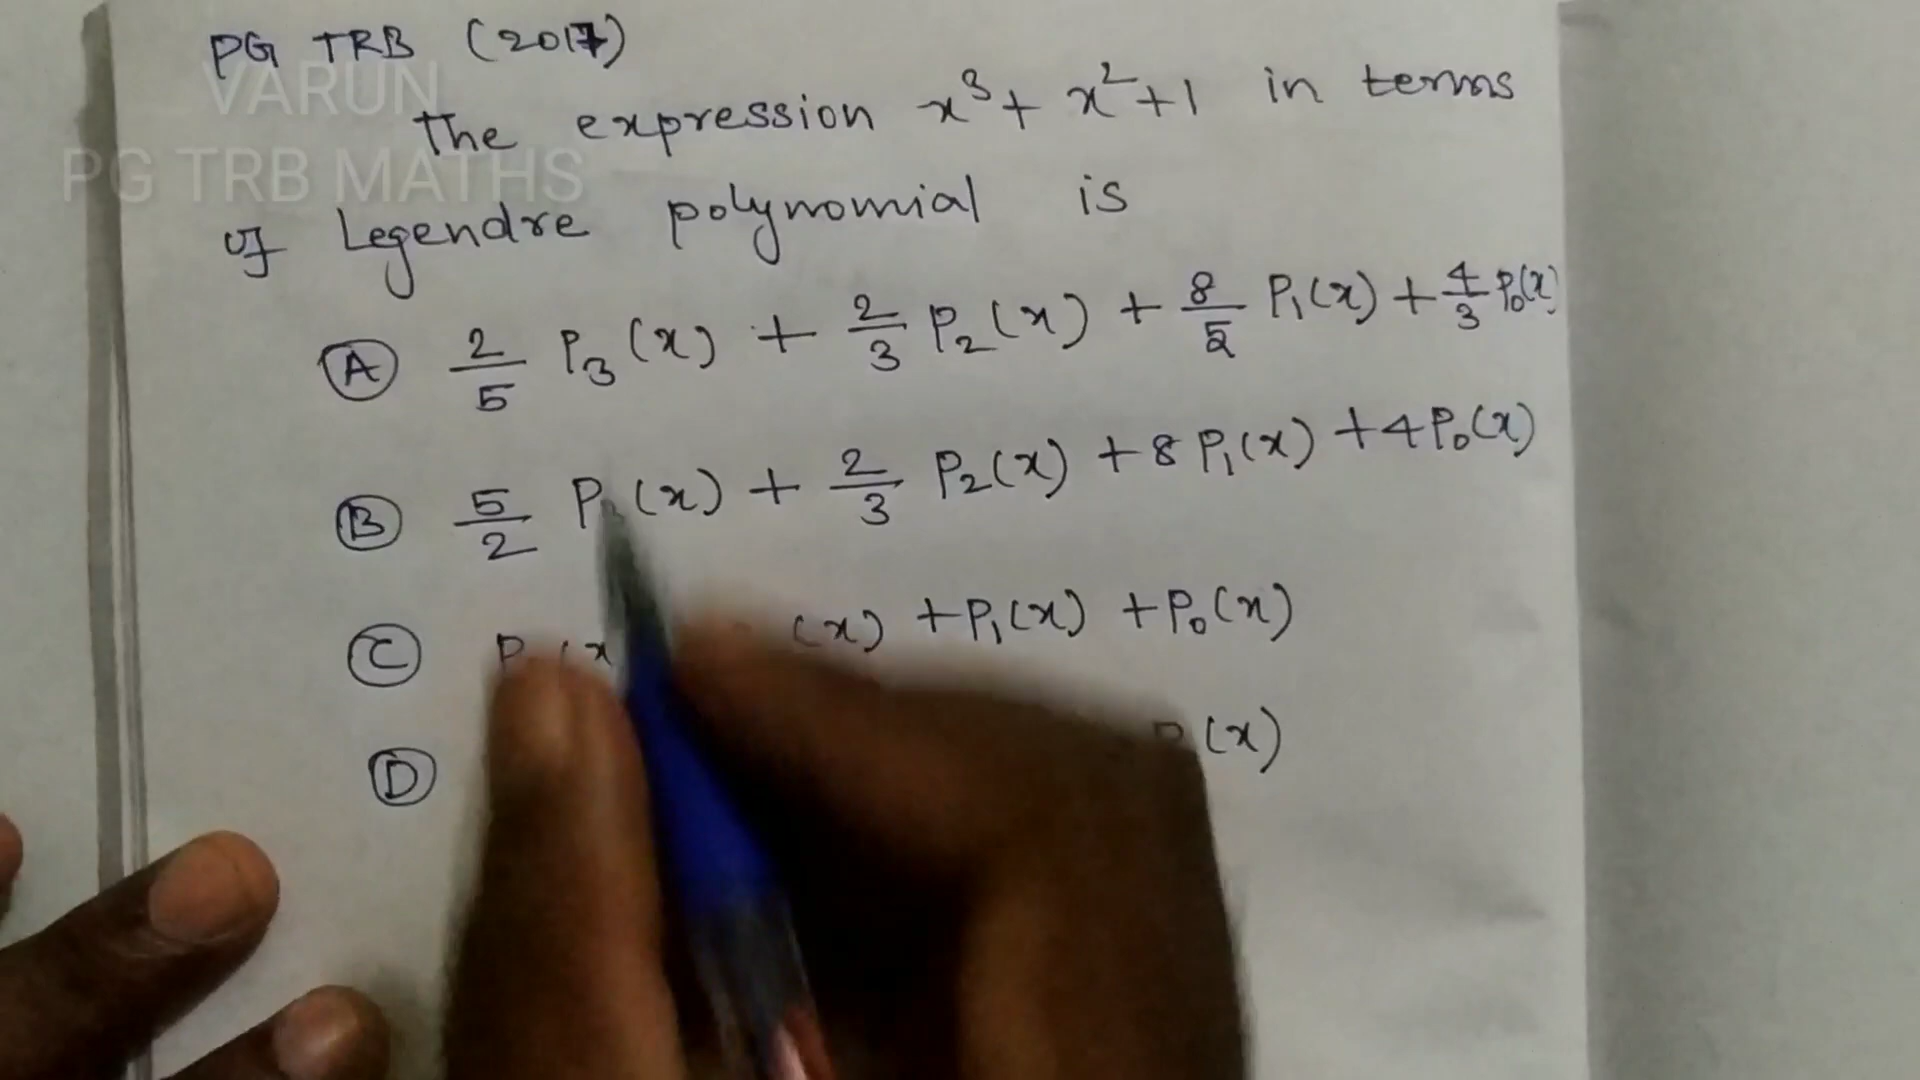 PG TRB (2017)
VARUN
The expression x³ + x² + 1 in terms
PG TRB MATHS
of Legendre polynomial is
(A) 2/5 P₃(x) + 2/3 P₂(x) + 8/5 P₁(x) + 4/3 P₀(x)
(B) 5/2 P (x) + 2/3 P₂(x) + 8 P₁(x) + 4P₀(x)
(C) P (x (x) + P₁(x) + P₀(x)
(D) (x)